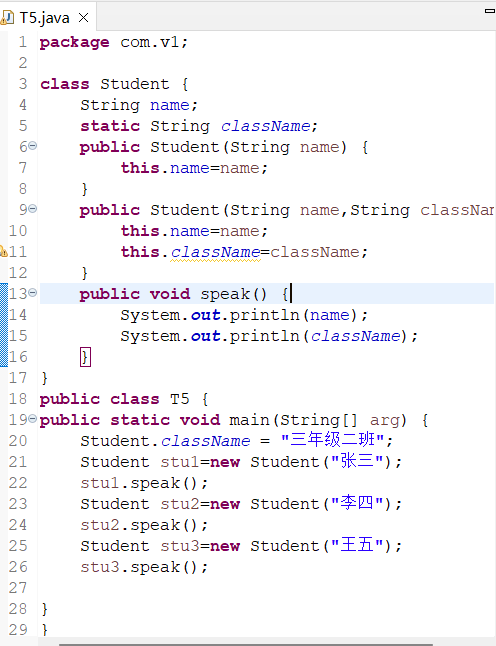 T5.java
1 package com.v1;
2
3 class Student {
4     String name;
5     static String className;
6     public Student(String name) {
7         this.name=name;
8     }
9     public Student(String name,String classNam
10         this.name=name;
11         this.className=className;
12     }
13     public void speak() {
14         System.out.println(name);
15         System.out.println(className);
16     }
17 }
18 public class T5 {
19 public static void main(String[] arg) {
20     Student.className = "三年级二班";
21     Student stu1=new Student("张三");
22     stu1.speak();
23     Student stu2=new Student("李四");
24     stu2.speak();
25     Student stu3=new Student("王五");
26     stu3.speak();
27
28 }
29 }